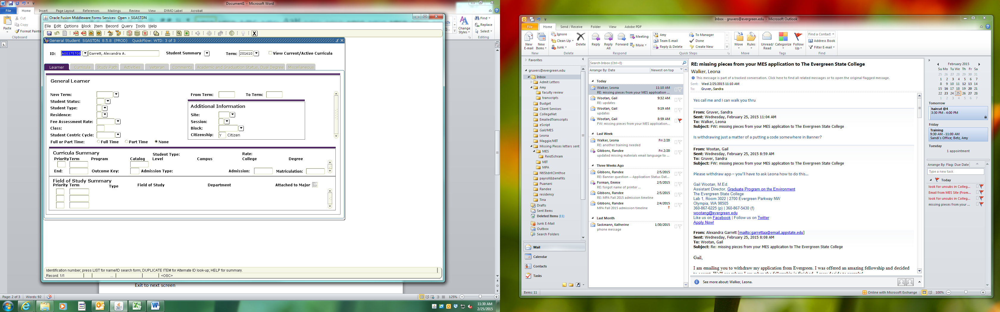 Document1 - Microsoft Word
File Home Insert Page Layout References Mailings Review View DYMO Label Acrobat
Paste
Cut
Copy
Format Painte
Clipboard
Change Styles
Find
Replace
Select
Editing
Oracle Fusion Middleware Forms Services: Open > SGASTDN
File Edit Options Block Item Record Query Tools Help
General Student SGASTDN 8.5.8 (PROD) QuickFlow: WTD: 3 of 3
ID: A00375708 Garrett, Alexandra A. Student Summary Term: 201610 View Current/Active Curricula
Learner Curricula Study Path Activities Veteran Comments Academic and Graduation Status, Dual Degree Miscellaneous
General Learner
New Term: From Term: To Term:
Student Status:
Student Type:
Residence:
Fee Assessment Rate:
Class:
Student Centric Cycle:
Additional Information
Site:
Session:
Block:
Citizenship: Y Citizen
Full or Part Time: Full Time Part Time None
Curricula Summary
Student Type: Rate:
Priority Term Program Catalog Level Campus College Degree
End: Outcome Key: Admission Type: Admission: Matriculation:
Field of Study Summary
Priority Term Type Field of Study Department Attached to Major
Identification number; press LIST for name/ID search form; DUPLICATE ITEM for Alternate ID look-up; HELP for summary.
Record: 1/1 ... <OSC>
Exit to next screen
Page: 2 of 3 Words: 92 125%
11:30 AM
2/25/2015
Inbox - gruvers@evergreen.edu - Microsoft Outlook
File Home Send / Receive Folder View Adobe PDF
New E-mail
New Items
New
Ignore
Clean Up
Junk
Delete
Delete
Reply
Reply All
Forward
Meeting
More
Respond
Amy
Team E-mail
Reply & Delete
To Manager
Done
Create New
Quick Steps
Move
Rules
Move
Unread/ Read
Categorize
Follow Up
Tags
Find a Contact
Address Book
Filter E-mail
Find
Favorites
gruvers@evergreen.edu
Inbox
Admit Letters
Amy
faculty review
transcripts
Budget
Client Services
CollegeNet
EmailedTranscripts
eScript
Gail/MES
Leona
Maggie/MIT
Missing Pieces letters sent
MES
ReidSchram
MIT
MPA
NtlStdntClrnthse
payroll&benefits
Puanani
Randee
residency
Tina
Drafts
Sent Items
Deleted Items (11)
Junk E-Mail
Outbox
Search Folders
Mail
Calendar
Contacts
Tasks
Items: 11
Search Inbox (Ctrl+E)
Arrange By: Date Newest on top
Today
Walker, Leona 11:10 AM
RE: missing pieces from your MES application ...
Wootan, Gail 9:32 AM
RE: updates
Wootan, Gail 9:19 AM
updates
Wootan, Gail 8:59 AM
FW: missing pieces from your MES application...
Last Week
Walker, Leona Fri 2/20
RE: another training needed
Gibbons, Randee Fri 2/20
updated missing materials email language to ...
Three Weeks Ago
Gibbons, Randee 2/5/2015
RE: Banner question -- Application Status Dat...
Forman, Emmie 2/5/2015
RE: forgot name of printer ...
Gibbons, Randee 2/5/2015
RE: MPA Fall 2015 admission timeline
Gibbons, Randee 2/4/2015
MPA Fall 2015 admission timeline
Last Month
Sackmann, Katherine 1/30/2015
phone message
RE: missing pieces from your MES application to The Evergreen State College
Walker, Leona
This message is part of a tracked conversation. Click here to find all related messages or to open the original flagged message.
Sent: Wed 2/25/2015 11:10 AM
To: Gruver, Sandra
Yes call me and I can walk you thru
From: Gruver, Sandra
Sent: Wednesday, February 25, 2015 11:04 AM
To: Walker, Leona
Subject: FW: missing pieces from your MES application to The Evergreen State College
Is withdrawing just a matter of a putting a code somewhere in Banner?
From: Wootan, Gail
Sent: Wednesday, February 25, 2015 8:59 AM
To: Gruver, Sandra
Subject: FW: missing pieces from your MES application to The Evergreen State College
Please withdraw app – you'll have to ask Leona how to do this...
Gail Wootan, M.Ed.
Assistant Director, Graduate Program on the Environment
The Evergreen State College
Lab 1, Room 3022 | 2700 Evergreen Parkway NW
Olympia, WA 98505
360-867-6225 (p) | 360-867-5430 (f)
wootang@evergreen.edu
Like us on Facebook | Follow us on Twitter
Apply Now!
From: Alexandra Garrett [mailto:garrettaa@email.appstate.edu]
Sent: Wednesday, February 25, 2015 8:08 AM
To: Wootan, Gail
Subject: Re: missing pieces from your MES application to The Evergreen State College
Gail,
I am emailing you to withdraw my application from Evergreen. I was offered an amazing fellowship and decided
See more about: Walker, Leona.
Online with Microsoft Exchange 100%
February 2015
Su Mo Tu We Th Fr Sa
25 26 27 28 29 30 31
1 2 3 4 5 6 7
8 9 10 11 12 13 14
15 16 17 18 19 20 21
22 23 24 25 26 27 28
1 2 3 4 5 6 7
Tomorrow
haircut @4
3:30 PM - 4:00 PM
Friday
Training
9:30 AM - 11:00 AM
Sandi's Office; Betz, Amy
Tuesday
1 appointment
Arrange By: Flag: Due Date
Type a new task
Today
look for unsubs in Colleg...
Email from MES Site (From...
look for unsubs in Colleg...
missing pieces from your ...